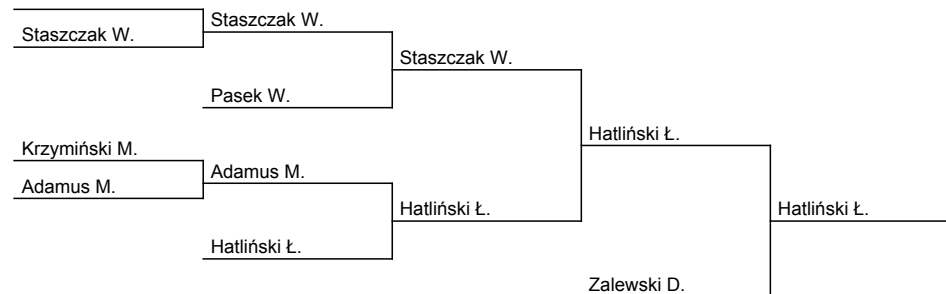 Staszczak W.
Staszczak W.
Staszczak W.
Pasek W.
Hatliński Ł.
Krzymiński M.
Adamus M.
Adamus M.
Hatliński Ł.
Hatliński Ł.
Hatliński Ł.
Zalewski D.